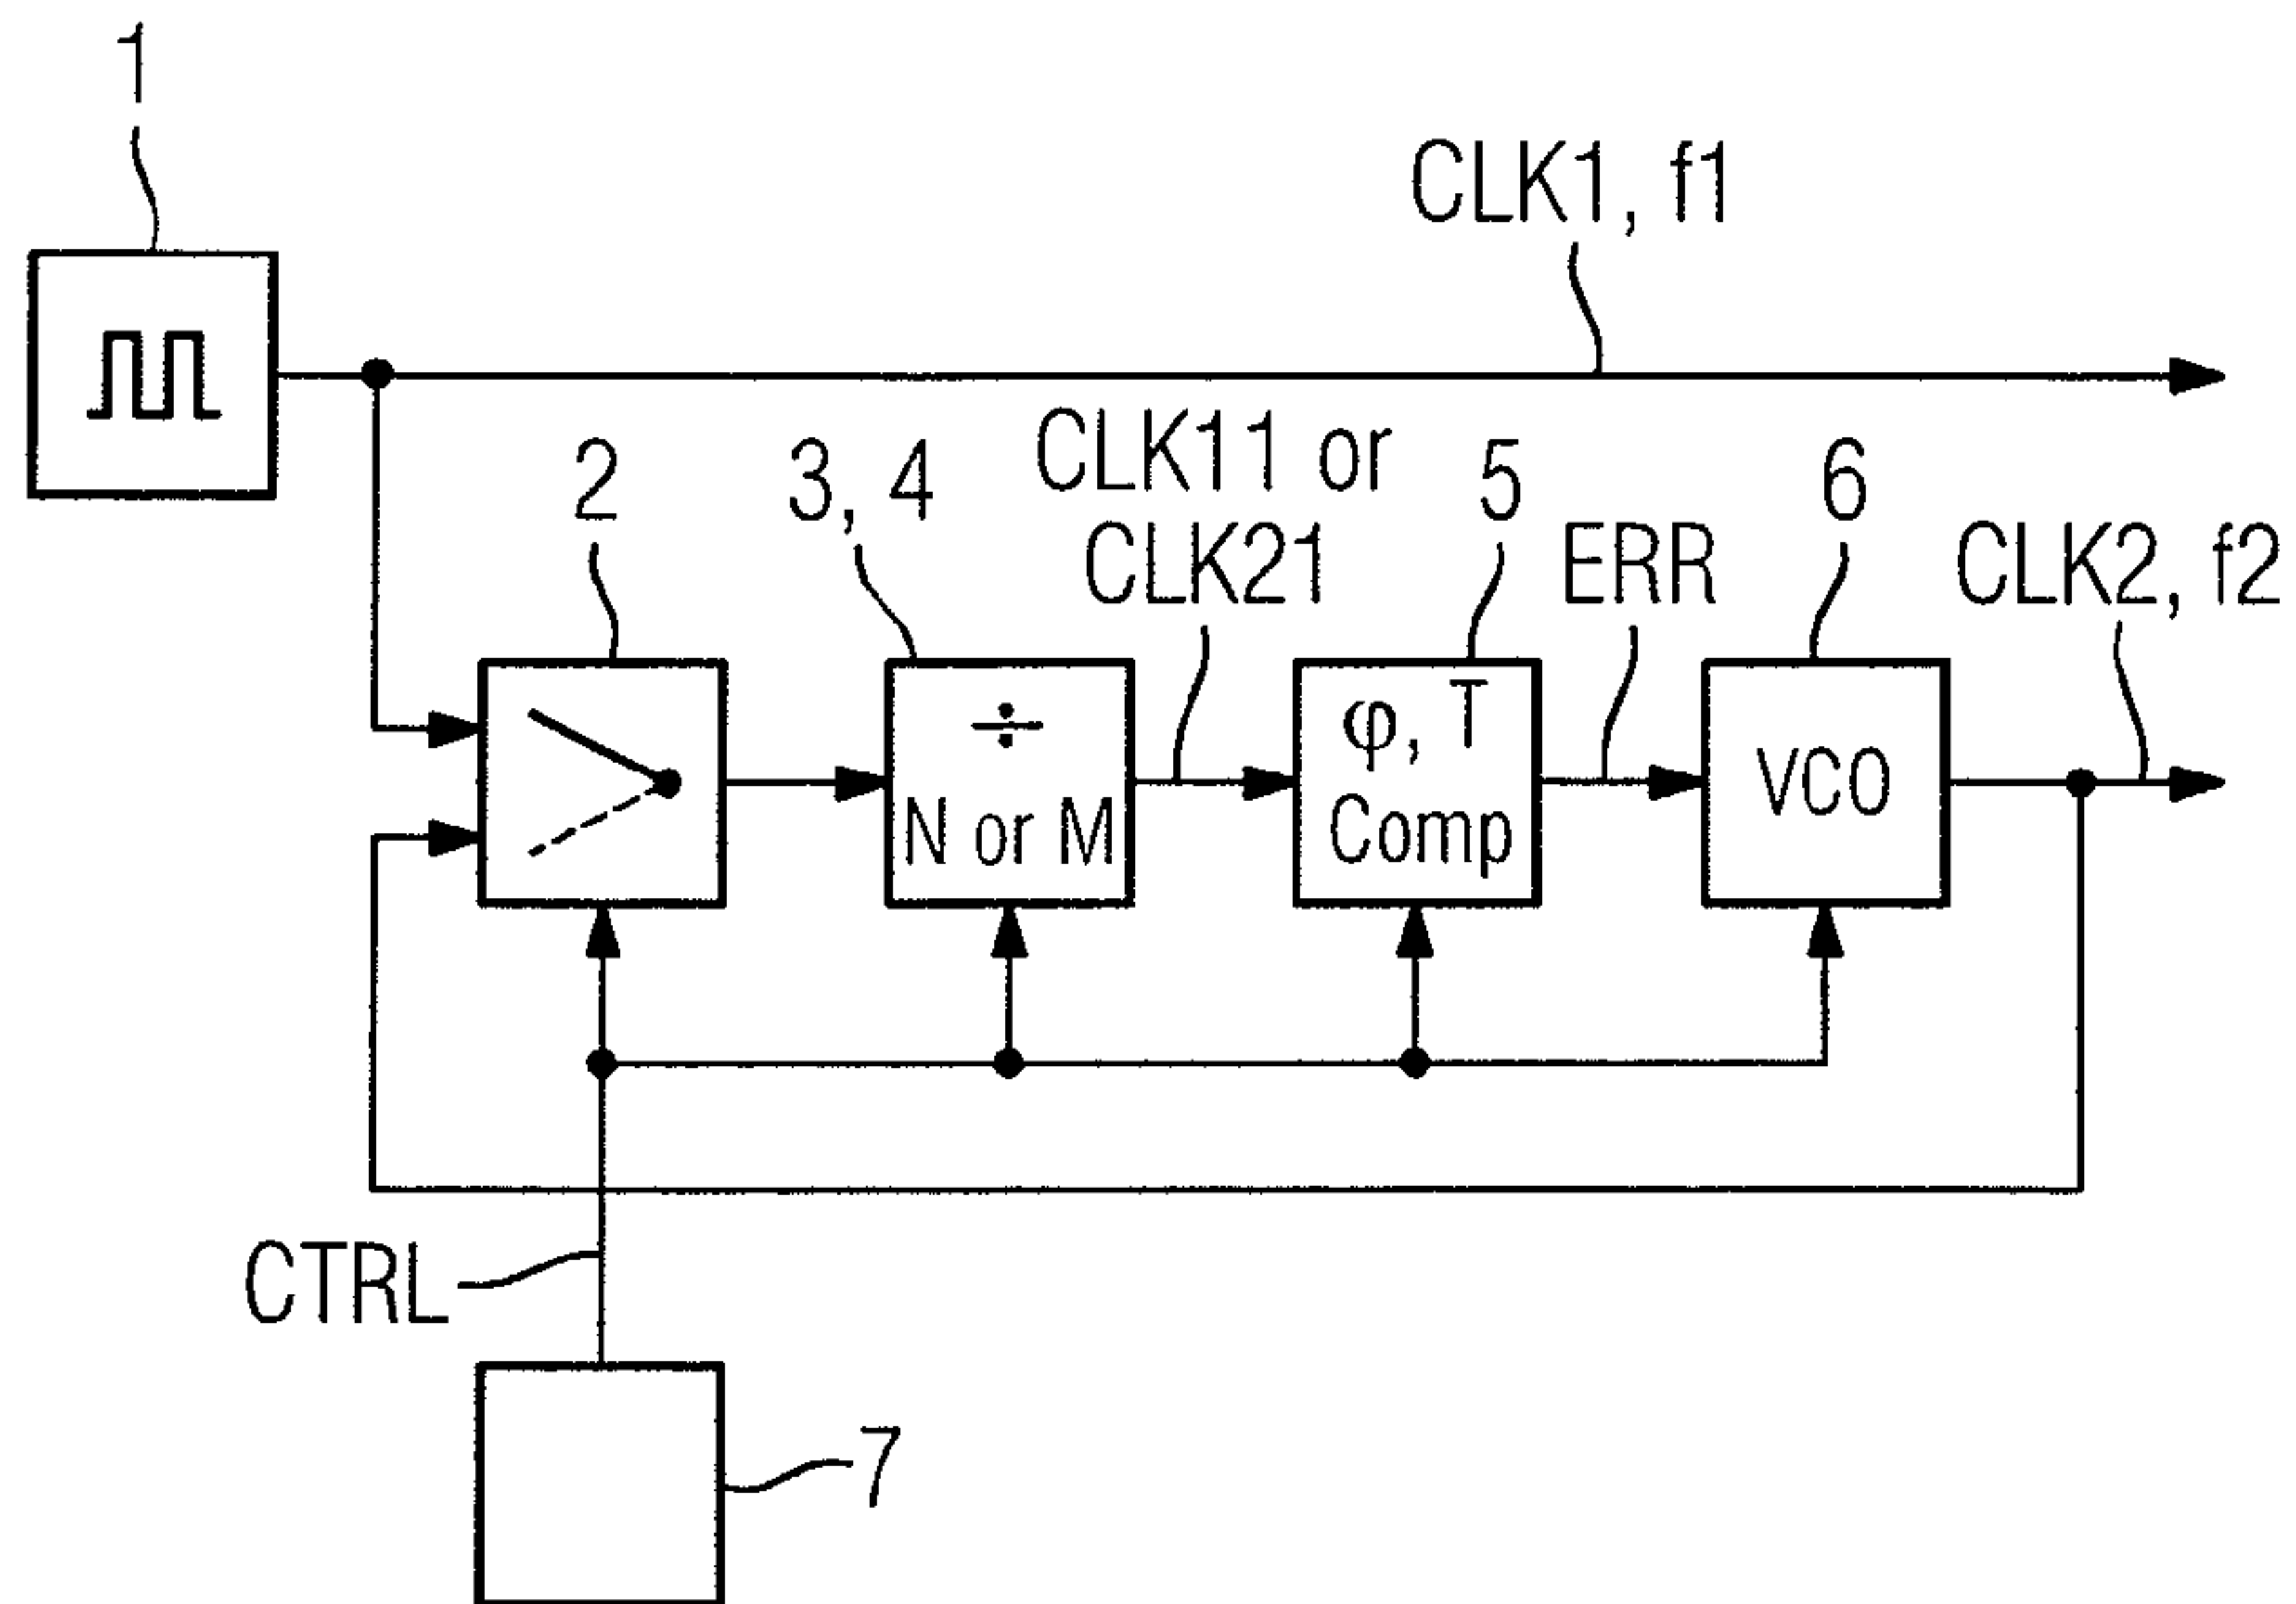 1
CLK1, f1
2
3, 4
CLK11 or
CLK21
5
ERR
6
CLK2, f2
÷
N or M
φ, T
Comp
VCO
CTRL
7